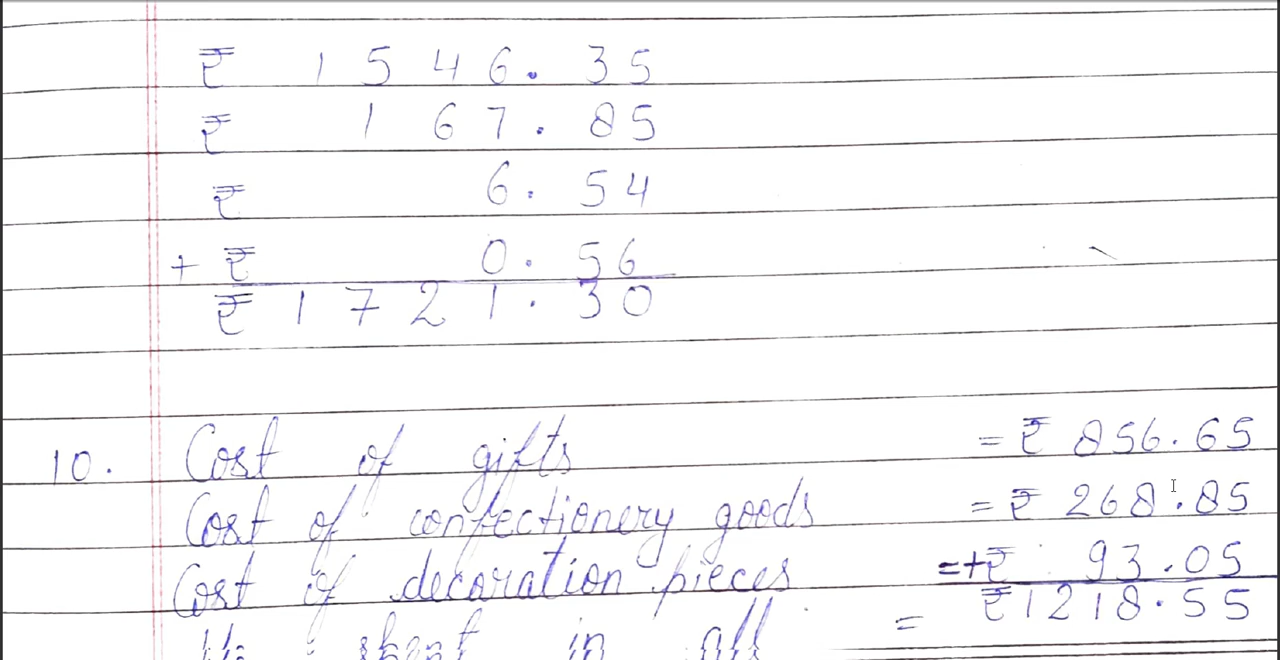 ₹ 1546.35
₹ 167.85
₹ 6.54
+ ₹ 0.56
₹ 1721.30
10. Cost of gifts = ₹ 856.65
Cost of confectionery goods = ₹ 268.85
Cost of decoration pieces =+₹ 93.05
= ₹1218.55
spent in all